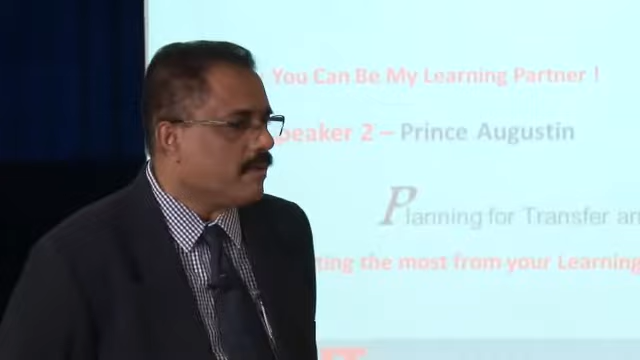 You Can Be My Learning Partner !
peaker 2 – Prince Augustin
Planning for Transfer an
ting the most from your Learning